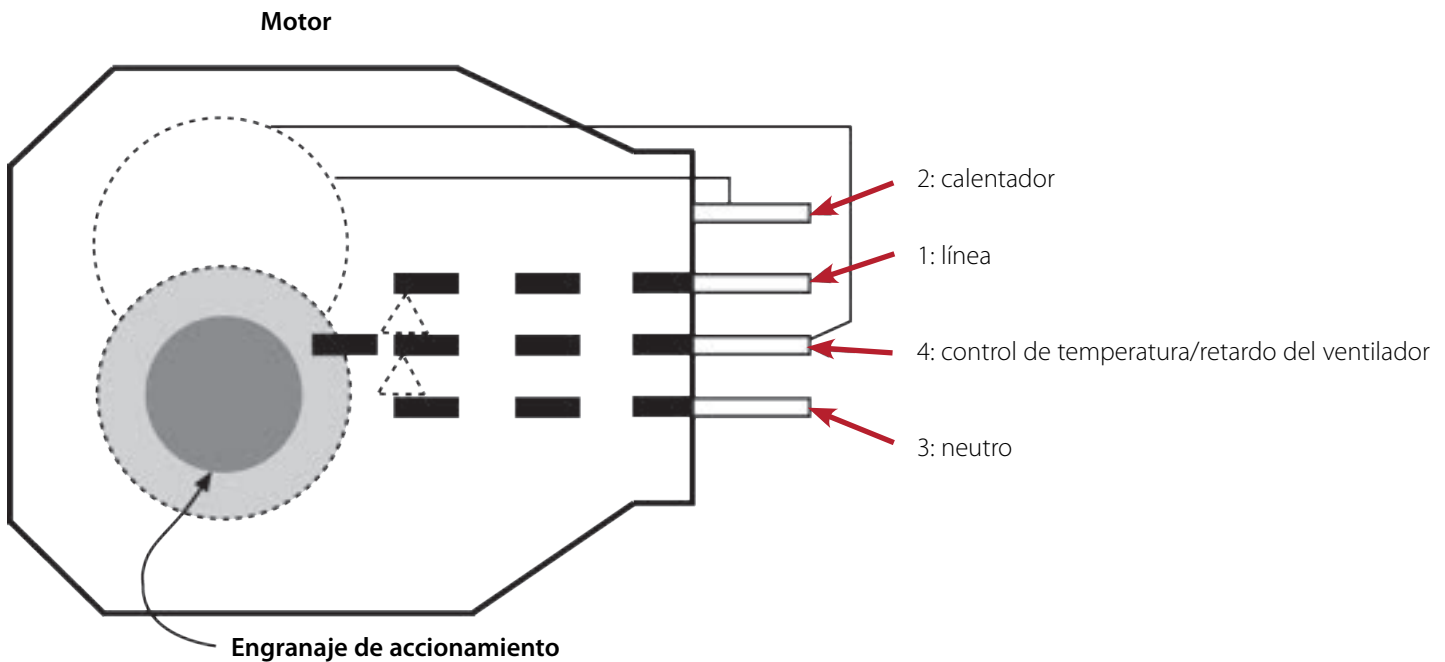 Motor
2: calentador
1: línea
4: control de temperatura/retardo del ventilador
3: neutro
Engranaje de accionamiento